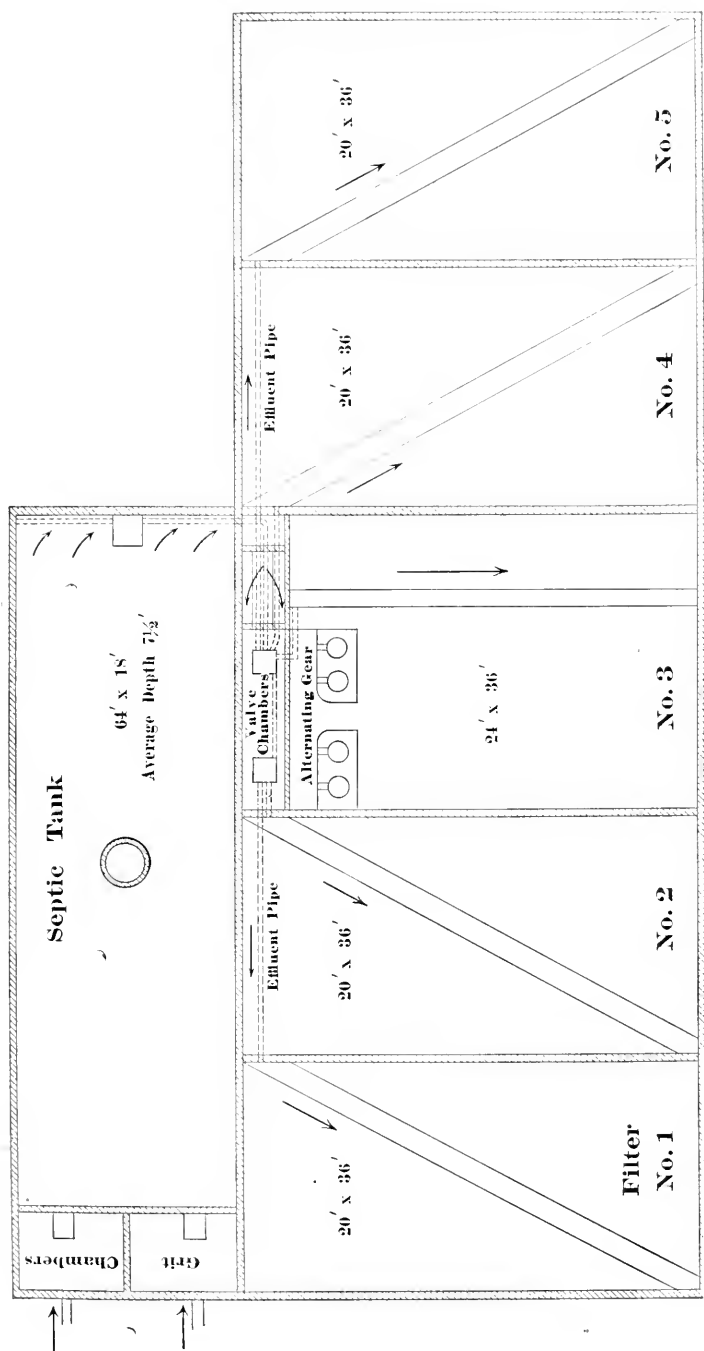 Septic Tank
64' x 18'
Average Depth 7½'
Grit
Chambers
Valve
Chambers
Alternating Gear
Effluent Pipe
Effluent Pipe
20' x 36'
Filter
No. 1
20' x 36'
No. 2
24' x 36'
No. 3
20' x 36'
No. 4
20' x 36'
No. 5